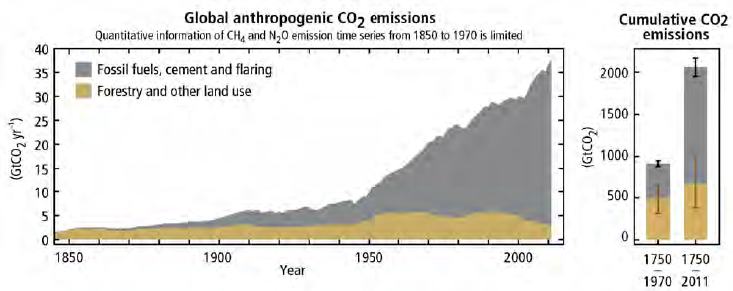 Global anthropogenic CO2 emissions
Quantitative information of CH4 and N2O emission time series from 1850 to 1970 is limited
40
35
30
25
20
15
10
5
0
(GtCO2 yr-1)
Fossil fuels, cement and flaring
Forestry and other land use
1850
1900
1950
2000
Year
Cumulative CO2
emissions
2000
1500
1000
500
0
(GtCO2)
1750
–
1970
1750
–
2011